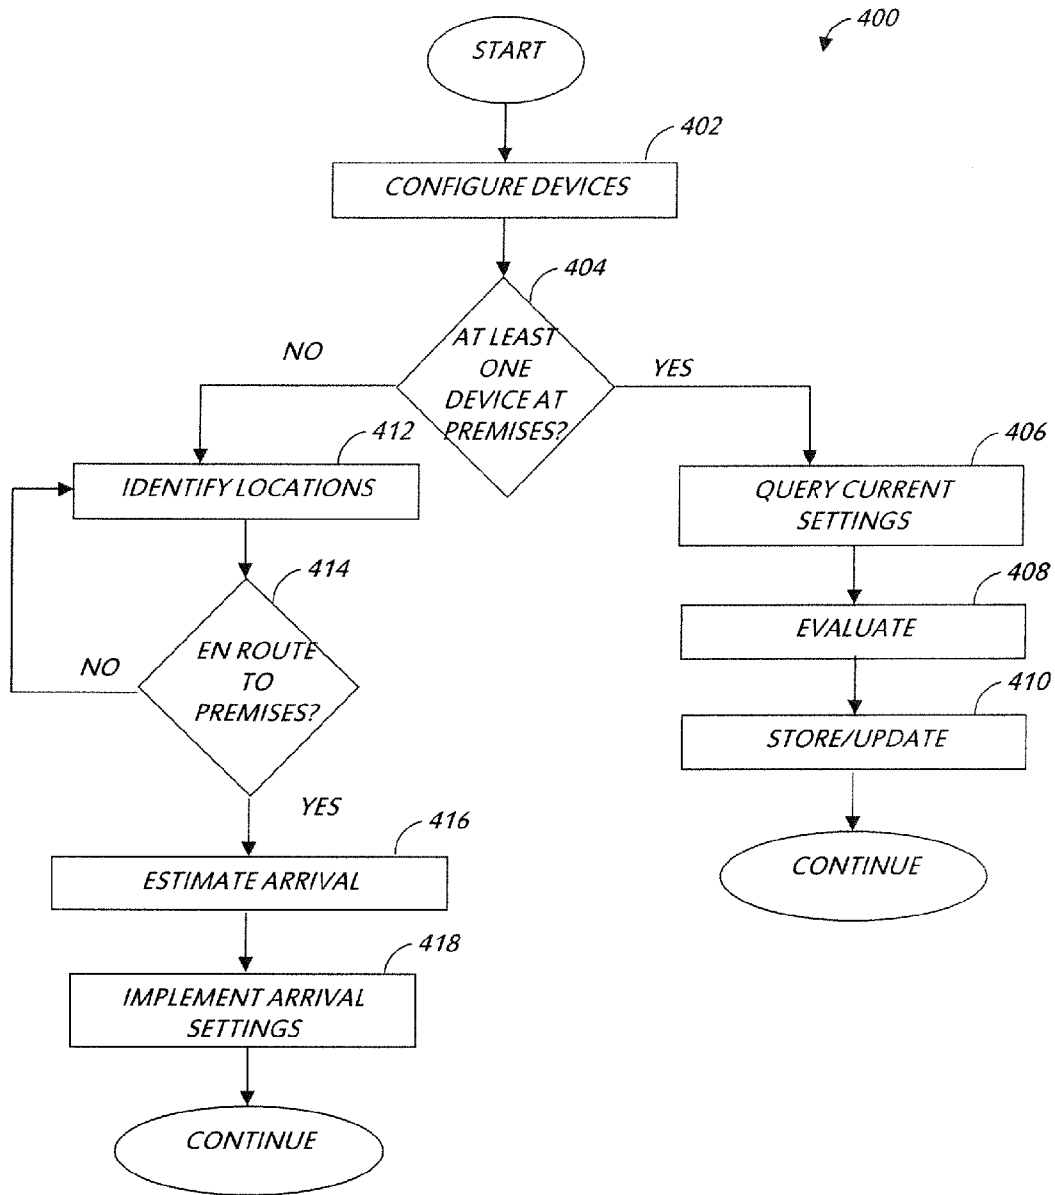 START
400
402
CONFIGURE DEVICES
404
AT LEAST
ONE
DEVICE AT
PREMISES?
NO
YES
412
IDENTIFY LOCATIONS
406
QUERY CURRENT
SETTINGS
414
EN ROUTE
TO
PREMISES?
NO
YES
408
EVALUATE
410
STORE/UPDATE
CONTINUE
416
ESTIMATE ARRIVAL
418
IMPLEMENT ARRIVAL
SETTINGS
CONTINUE